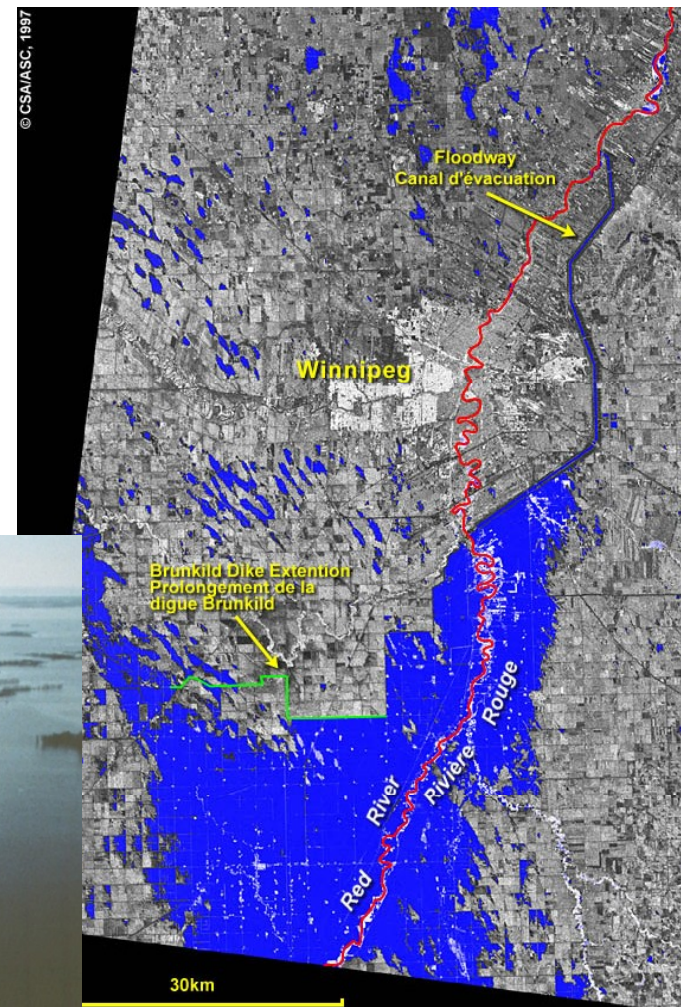 © CSA/ASC, 1997
Floodway
Canal d'évacuation
Winnipeg
Brunkild Dike Extention
Prolongement de la
digue Brunkild
Red River
Rivière Rouge
30km